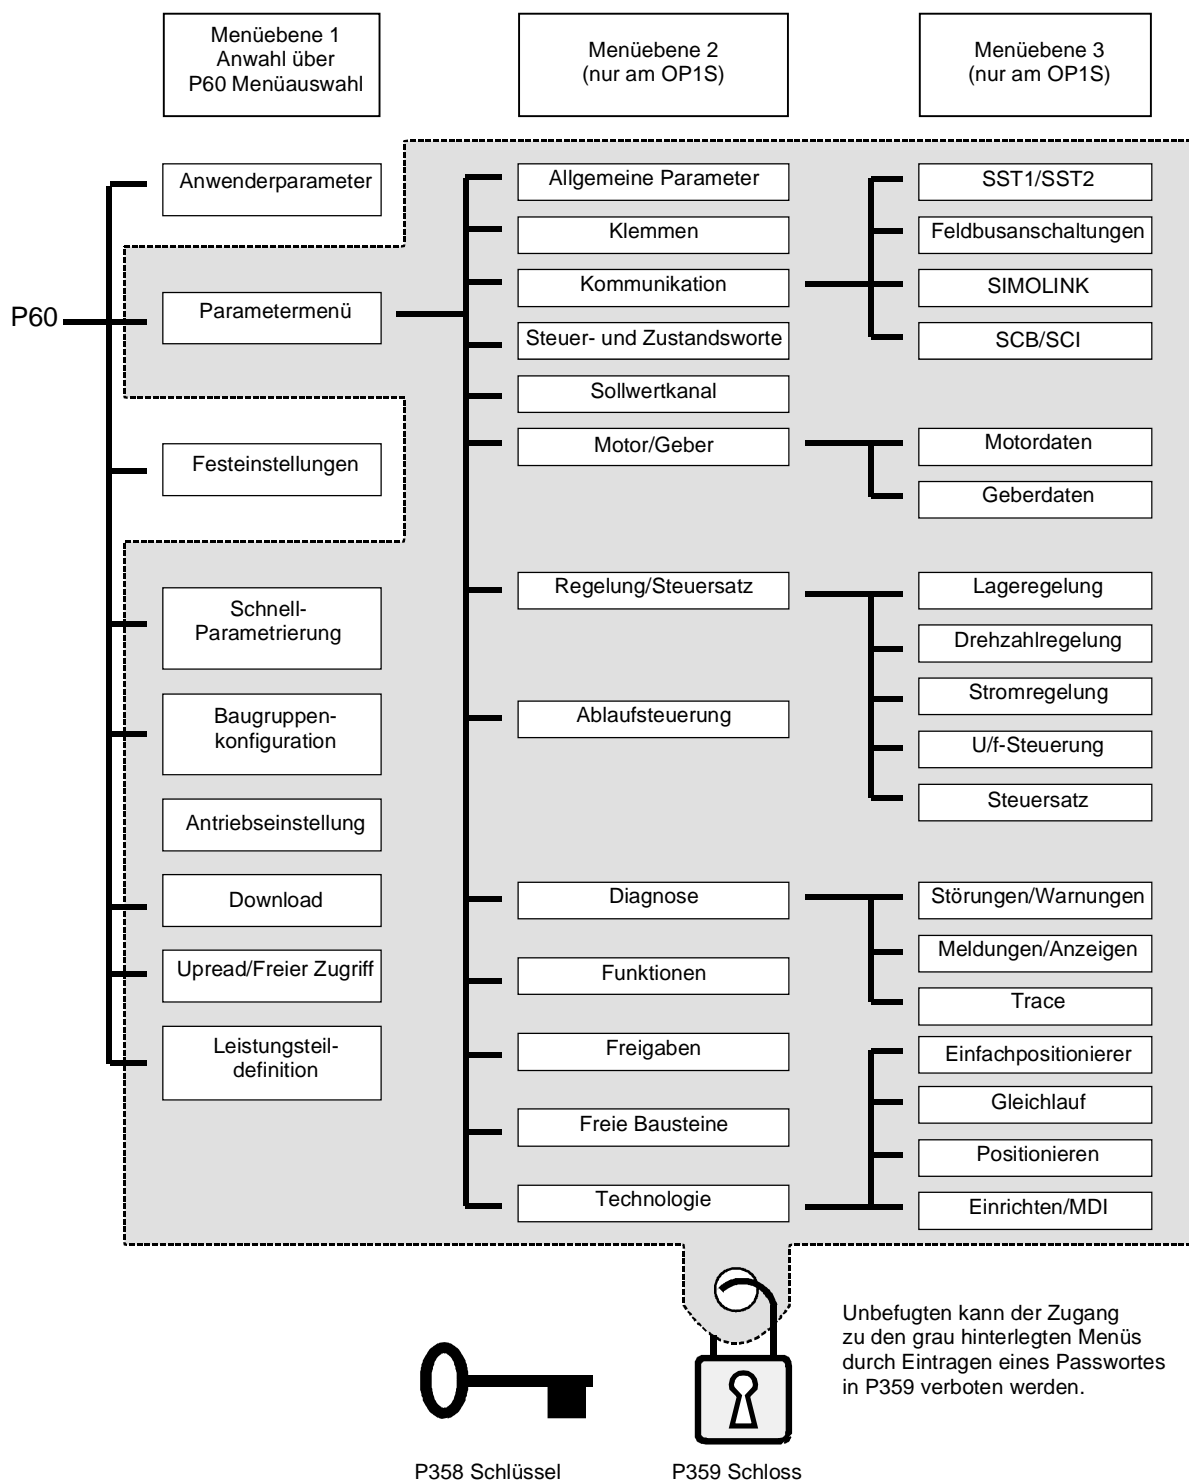 Menüebene 1
Anwahl über
P60 Menüauswahl
Menüebene 2
(nur am OP1S)
Menüebene 3
(nur am OP1S)
P60
Anwenderparameter
Parametermenü
Festeinstellungen
Schnell-
Parametrierung
Baugruppen-
konfiguration
Antriebseinstellung
Download
Upread/Freier Zugriff
Leistungsteil-
definition
Allgemeine Parameter
Klemmen
Kommunikation
Steuer- und Zustandsworte
Sollwertkanal
Motor/Geber
Regelung/Steuersatz
Ablaufsteuerung
Diagnose
Funktionen
Freigaben
Freie Bausteine
Technologie
SST1/SST2
Feldbusanschaltungen
SIMOLINK
SCB/SCI
Motordaten
Geberdaten
Lageregelung
Drehzahlregelung
Stromregelung
U/f-Steuerung
Steuersatz
Störungen/Warnungen
Meldungen/Anzeigen
Trace
Einfachpositionierer
Gleichlauf
Positionieren
Einrichten/MDI
Unbefugten kann der Zugang
zu den grau hinterlegten Menüs
durch Eintragen eines Passwortes
in P359 verboten werden.
P358 Schlüssel
P359 Schloss